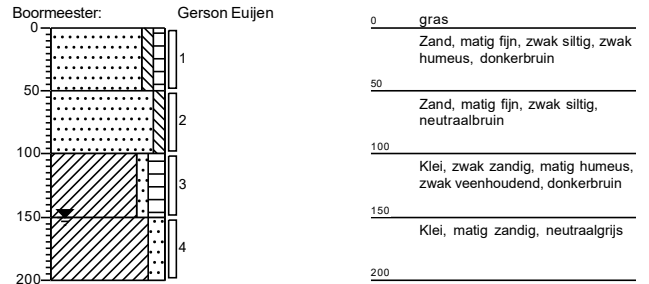 Boormeester: Gerson Euijen
0
50
100
150
200
1
2
3
4
0 gras
Zand, matig fijn, zwak siltig, zwak
humeus, donkerbruin
50
Zand, matig fijn, zwak siltig,
neutraalbruin
100
Klei, zwak zandig, matig humeus,
zwak veenhoudend, donkerbruin
150
Klei, matig zandig, neutraalgrijs
200